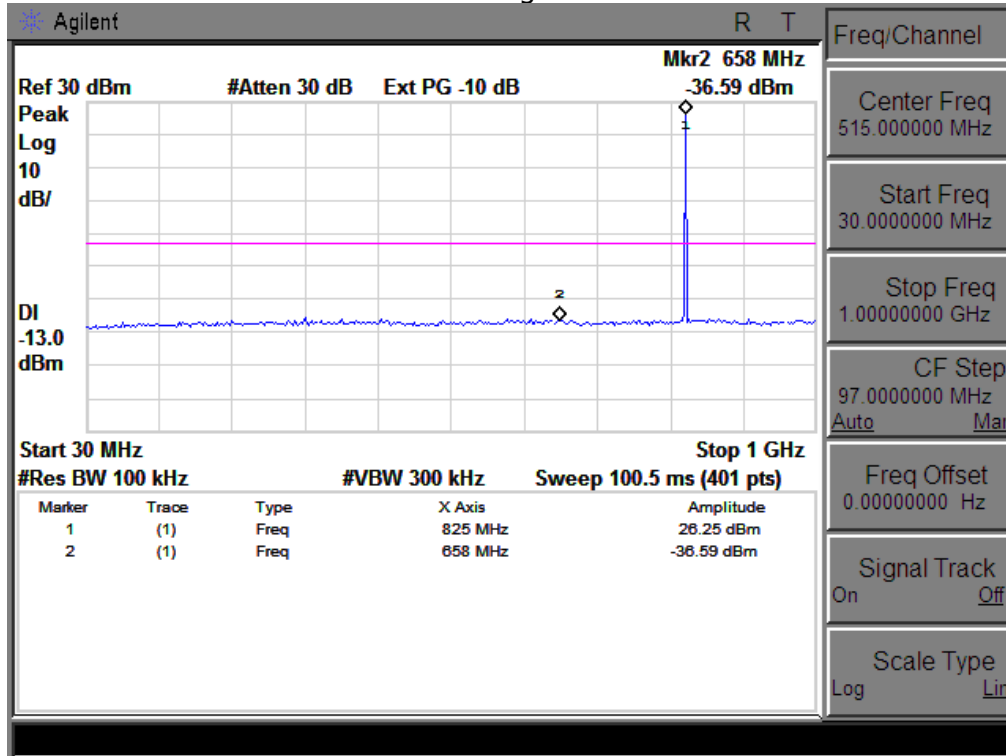 Agilent R T
Mkr2 658 MHz
Ref 30 dBm #Atten 30 dB Ext PG -10 dB -36.59 dBm
Peak
Log
10
dB/
1
2
DI
-13.0
dBm
Start 30 MHz Stop 1 GHz
#Res BW 100 kHz #VBW 300 kHz Sweep 100.5 ms (401 pts)
Marker Trace Type X Axis Amplitude
1 (1) Freq 825 MHz 26.25 dBm
2 (1) Freq 658 MHz -36.59 dBm
Freq/Channel
Center Freq
515.000000 MHz
Start Freq
30.0000000 MHz
Stop Freq
1.00000000 GHz
CF Step
97.0000000 MHz
Auto Man
Freq Offset
0.00000000 Hz
Signal Track
On Off
Scale Type
Log Lin